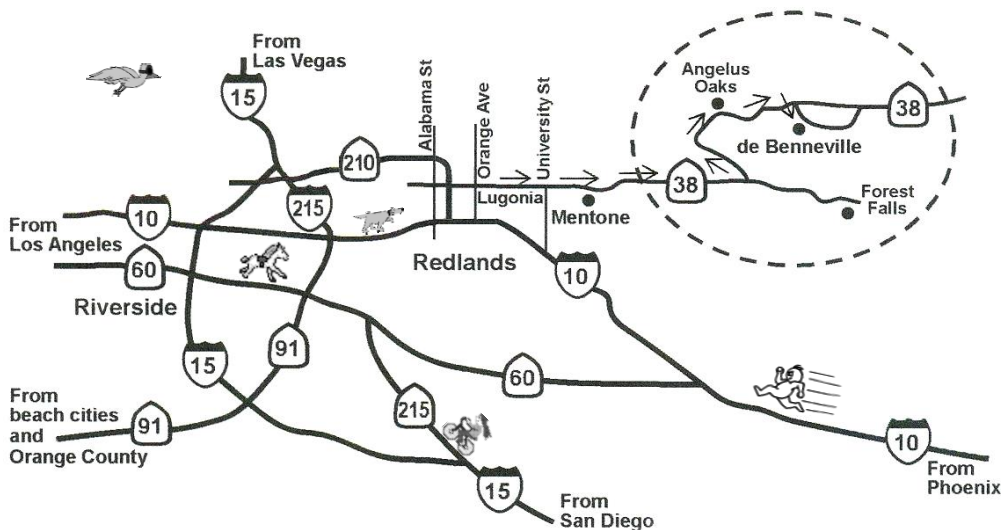 From
Las Vegas
15
Alabama St
Orange Ave
University St
Angelus
Oaks
38
de Benneville
210
Lugonia
38
Mentone
Forest
Falls
215
10
From
Los Angeles
60
Riverside
Redlands
10
15
91
60
From
beach cities
and
Orange County
91
215
15
From
San Diego
10
From
Phoenix